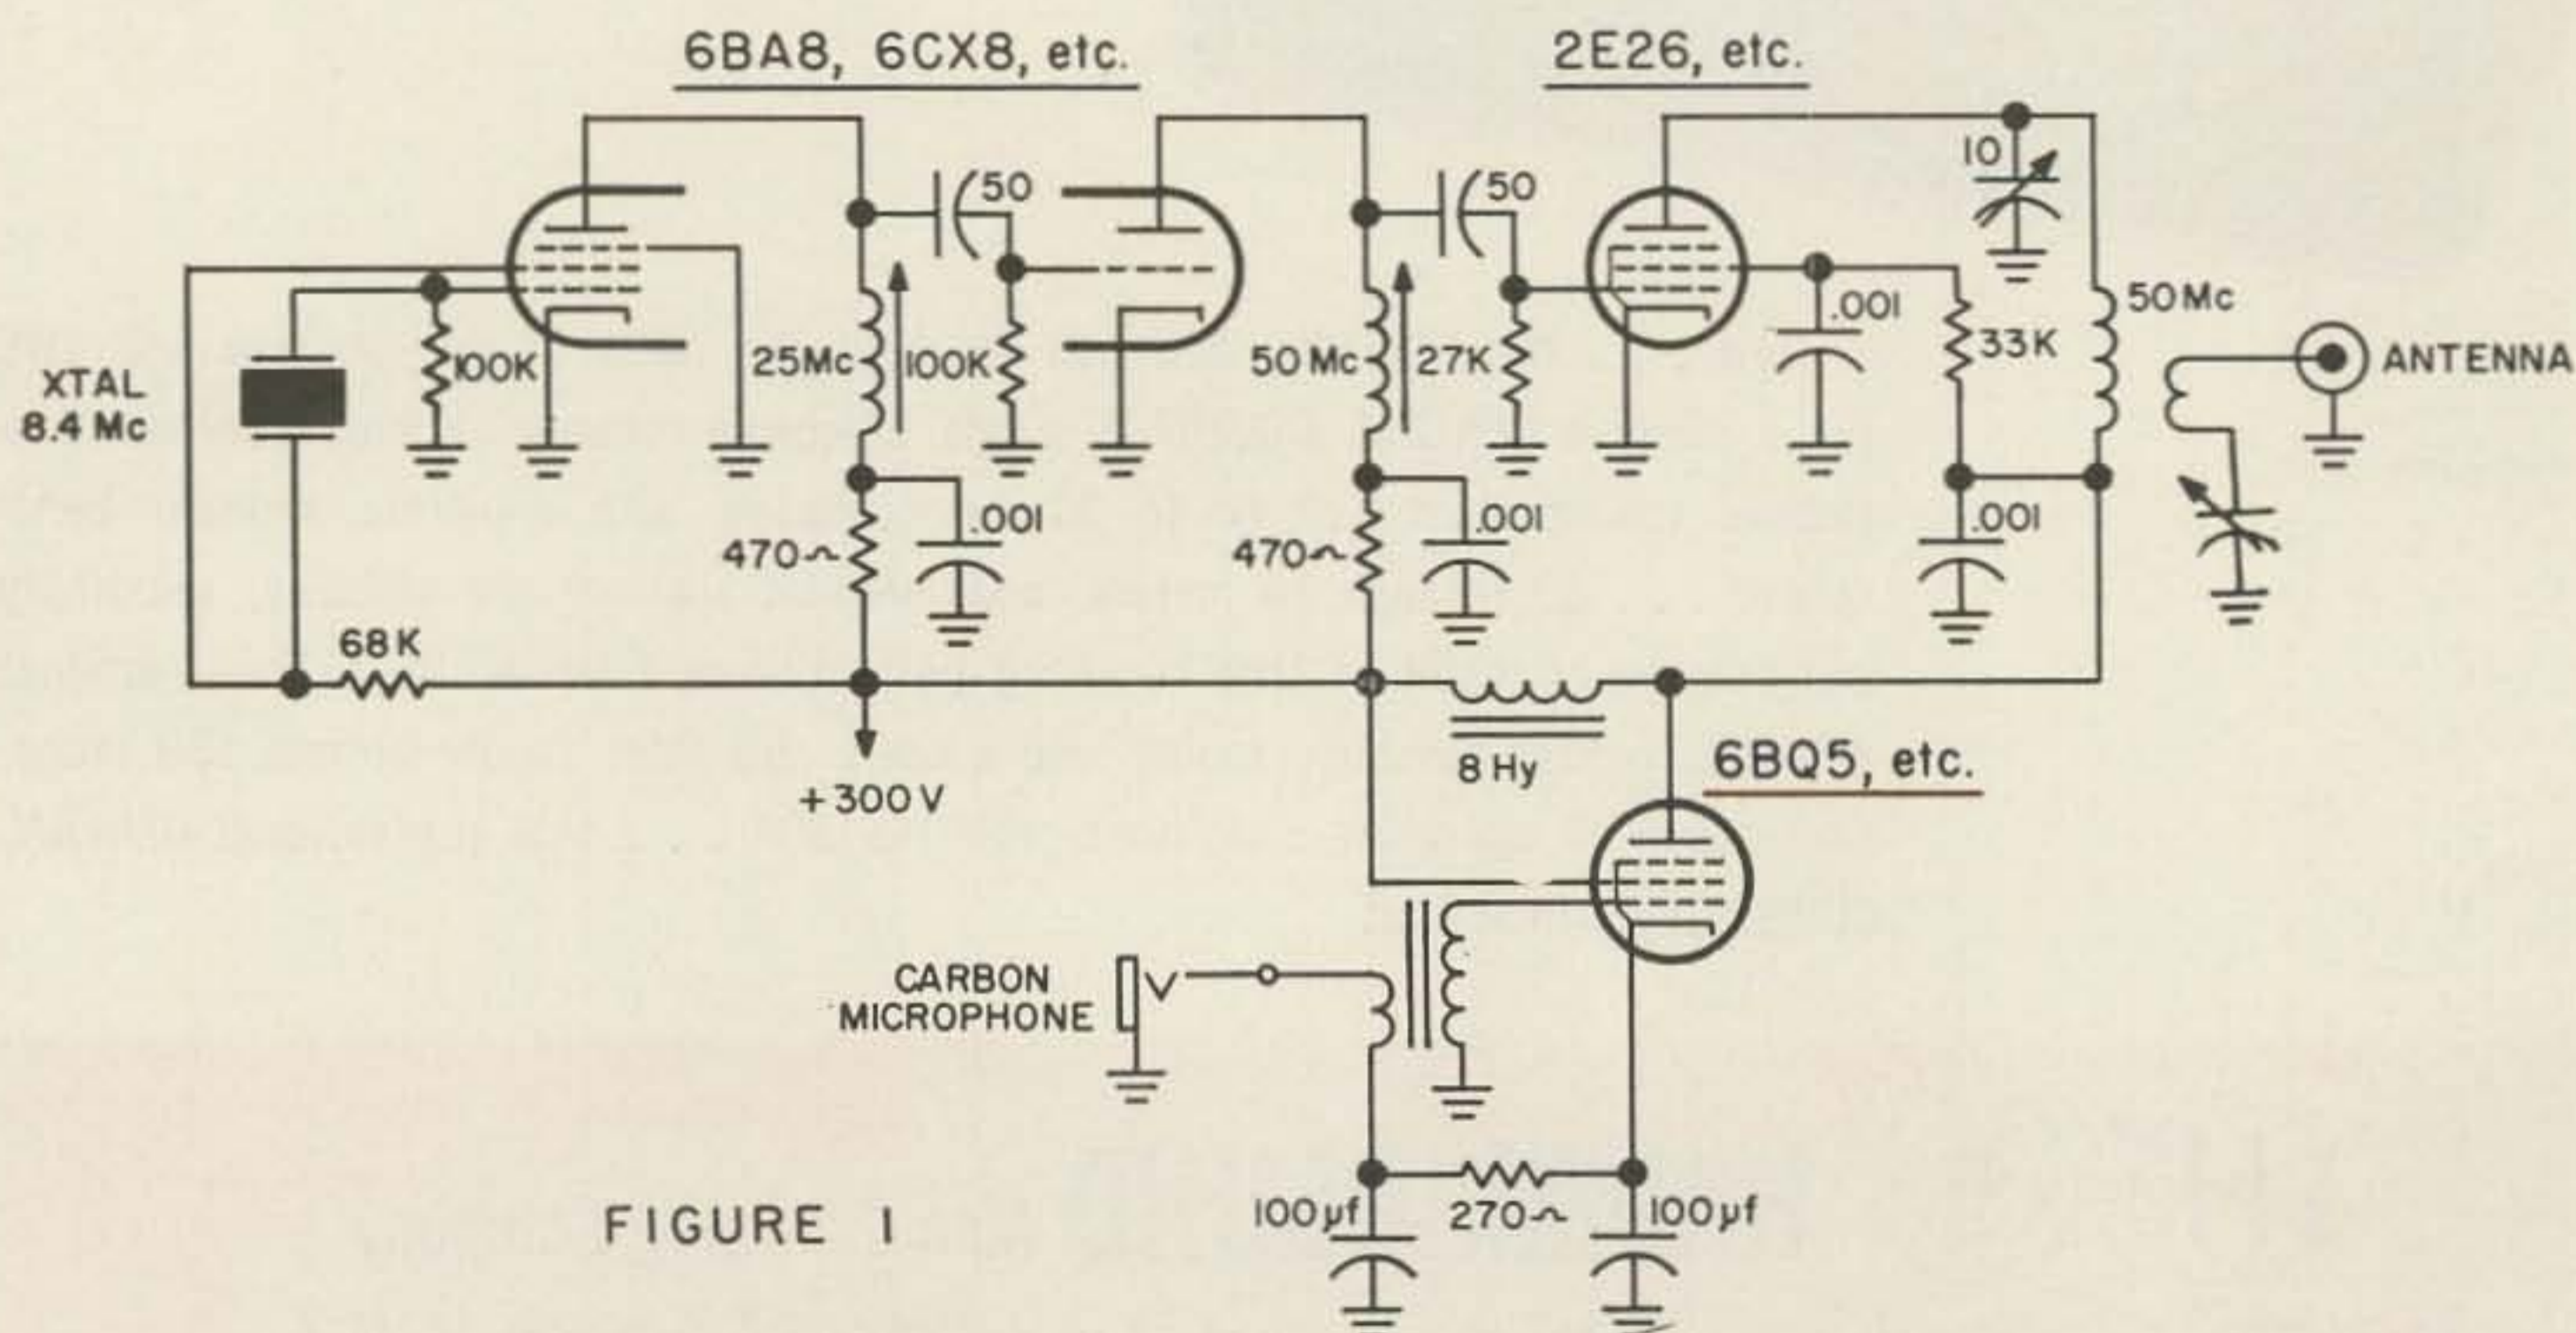 6BA8, 6CX8, etc.
2E26, etc.
50
50
10
50 Mc
.001
XTAL
8.4 Mc
100K
25Mc
100K
50 Mc
27K
33K
ANTENNA
470~
.001
470~
.001
.001
68K
+300V
8 Hy
6BQ5, etc.
CARBON
MICROPHONE
100µf
270~
100µf
FIGURE 1